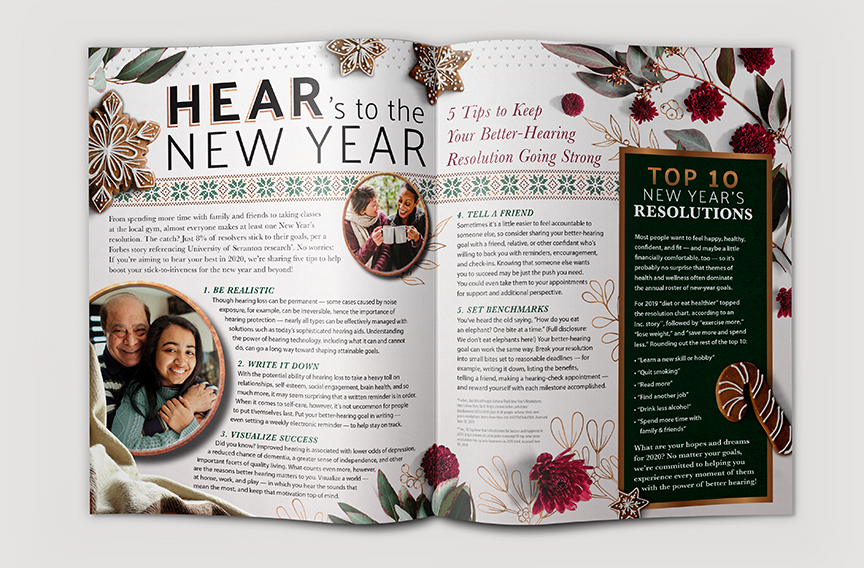 HEAR's to the
NEW YEAR
From spending more time with family and friends to taking classes
at the local gym, almost everyone makes at least one New Year's
resolution. The catch? Just 8% of resolvers stick to their goals, per a
Forbes story referencing University of Scranton research¹. No worries:
If you're aiming to hear your best in 2020, we're sharing five tips to help
boost your stick-to-itiveness for the new year and beyond!
1. BE REALISTIC
Though hearing loss can be permanent — some cases caused by noise
exposure, for example, can be irreversible, hence the importance of
hearing protection — nearly all types can be effectively managed with
solutions such as today's sophisticated hearing aids. Understanding
the power of hearing technology, including what it can and cannot
do, can go a long way toward shaping attainable goals.
2. WRITE IT DOWN
With the potential ability of hearing loss to take a heavy toll on
relationships, self-esteem, social engagement, brain health, and so
much more, it may seem surprising that a written reminder is in order.
When it comes to self-care, however, it's not uncommon for people
to put themselves last. Put your better-hearing goal in writing —
even setting a weekly electronic reminder — to help stay on track.
3. VISUALIZE SUCCESS
Did you know? Improved hearing is associated with lower odds of depression,
a reduced chance of dementia, a greater sense of independence, and other
important facets of quality living. What counts even more, however,
are the reasons better hearing matters to you. Visualize a world —
at home, work, and play — in which you hear the sounds that
mean the most, and keep that motivation top of mind.
5 Tips to Keep
Your Better-Hearing
Resolution Going Strong
4. TELL A FRIEND
Sometimes it's a little easier to feel accountable to
someone else, so consider sharing your better-hearing
goal with a friend, relative, or other confidant who's
willing to back you with reminders, encouragement,
and check-ins. Knowing that someone else wants
you to succeed may be just the push you need.
You could even take them to your appointments
for support and additional perspective.
5. SET BENCHMARKS
You've heard the old saying, "How do you eat
an elephant? One bite at a time." (Full disclosure:
We don't eat elephants here!) Your better-hearing
goal can work the same way. Break your resolution
into small bites set to reasonable deadlines — for
example, writing it down, listing the benefits,
telling a friend, making a hearing-check appointment —
and reward yourself with each milestone accomplished.
TOP 10
NEW YEAR'S
RESOLUTIONS
Most people want to feel happy, healthy,
confident, and fit — and maybe a little
financially comfortable, too — so it's
probably no surprise that themes of
health and wellness often dominate
the annual roster of new-year goals.
For 2019 "diet or eat healthier" topped
the resolution chart, according to an
Inc. story², followed by "exercise more,"
"lose weight," and "save more and spend
less." Rounding out the rest of the top 10:
• "Learn a new skill or hobby"
• "Quit smoking"
• "Read more"
• "Find another job"
• "Drink less alcohol"
• "Spend more time with
family & friends"
What are your hopes and dreams
for 2020? No matter your goals,
we're committed to helping you
experience every moment of them
with the power of better hearing!